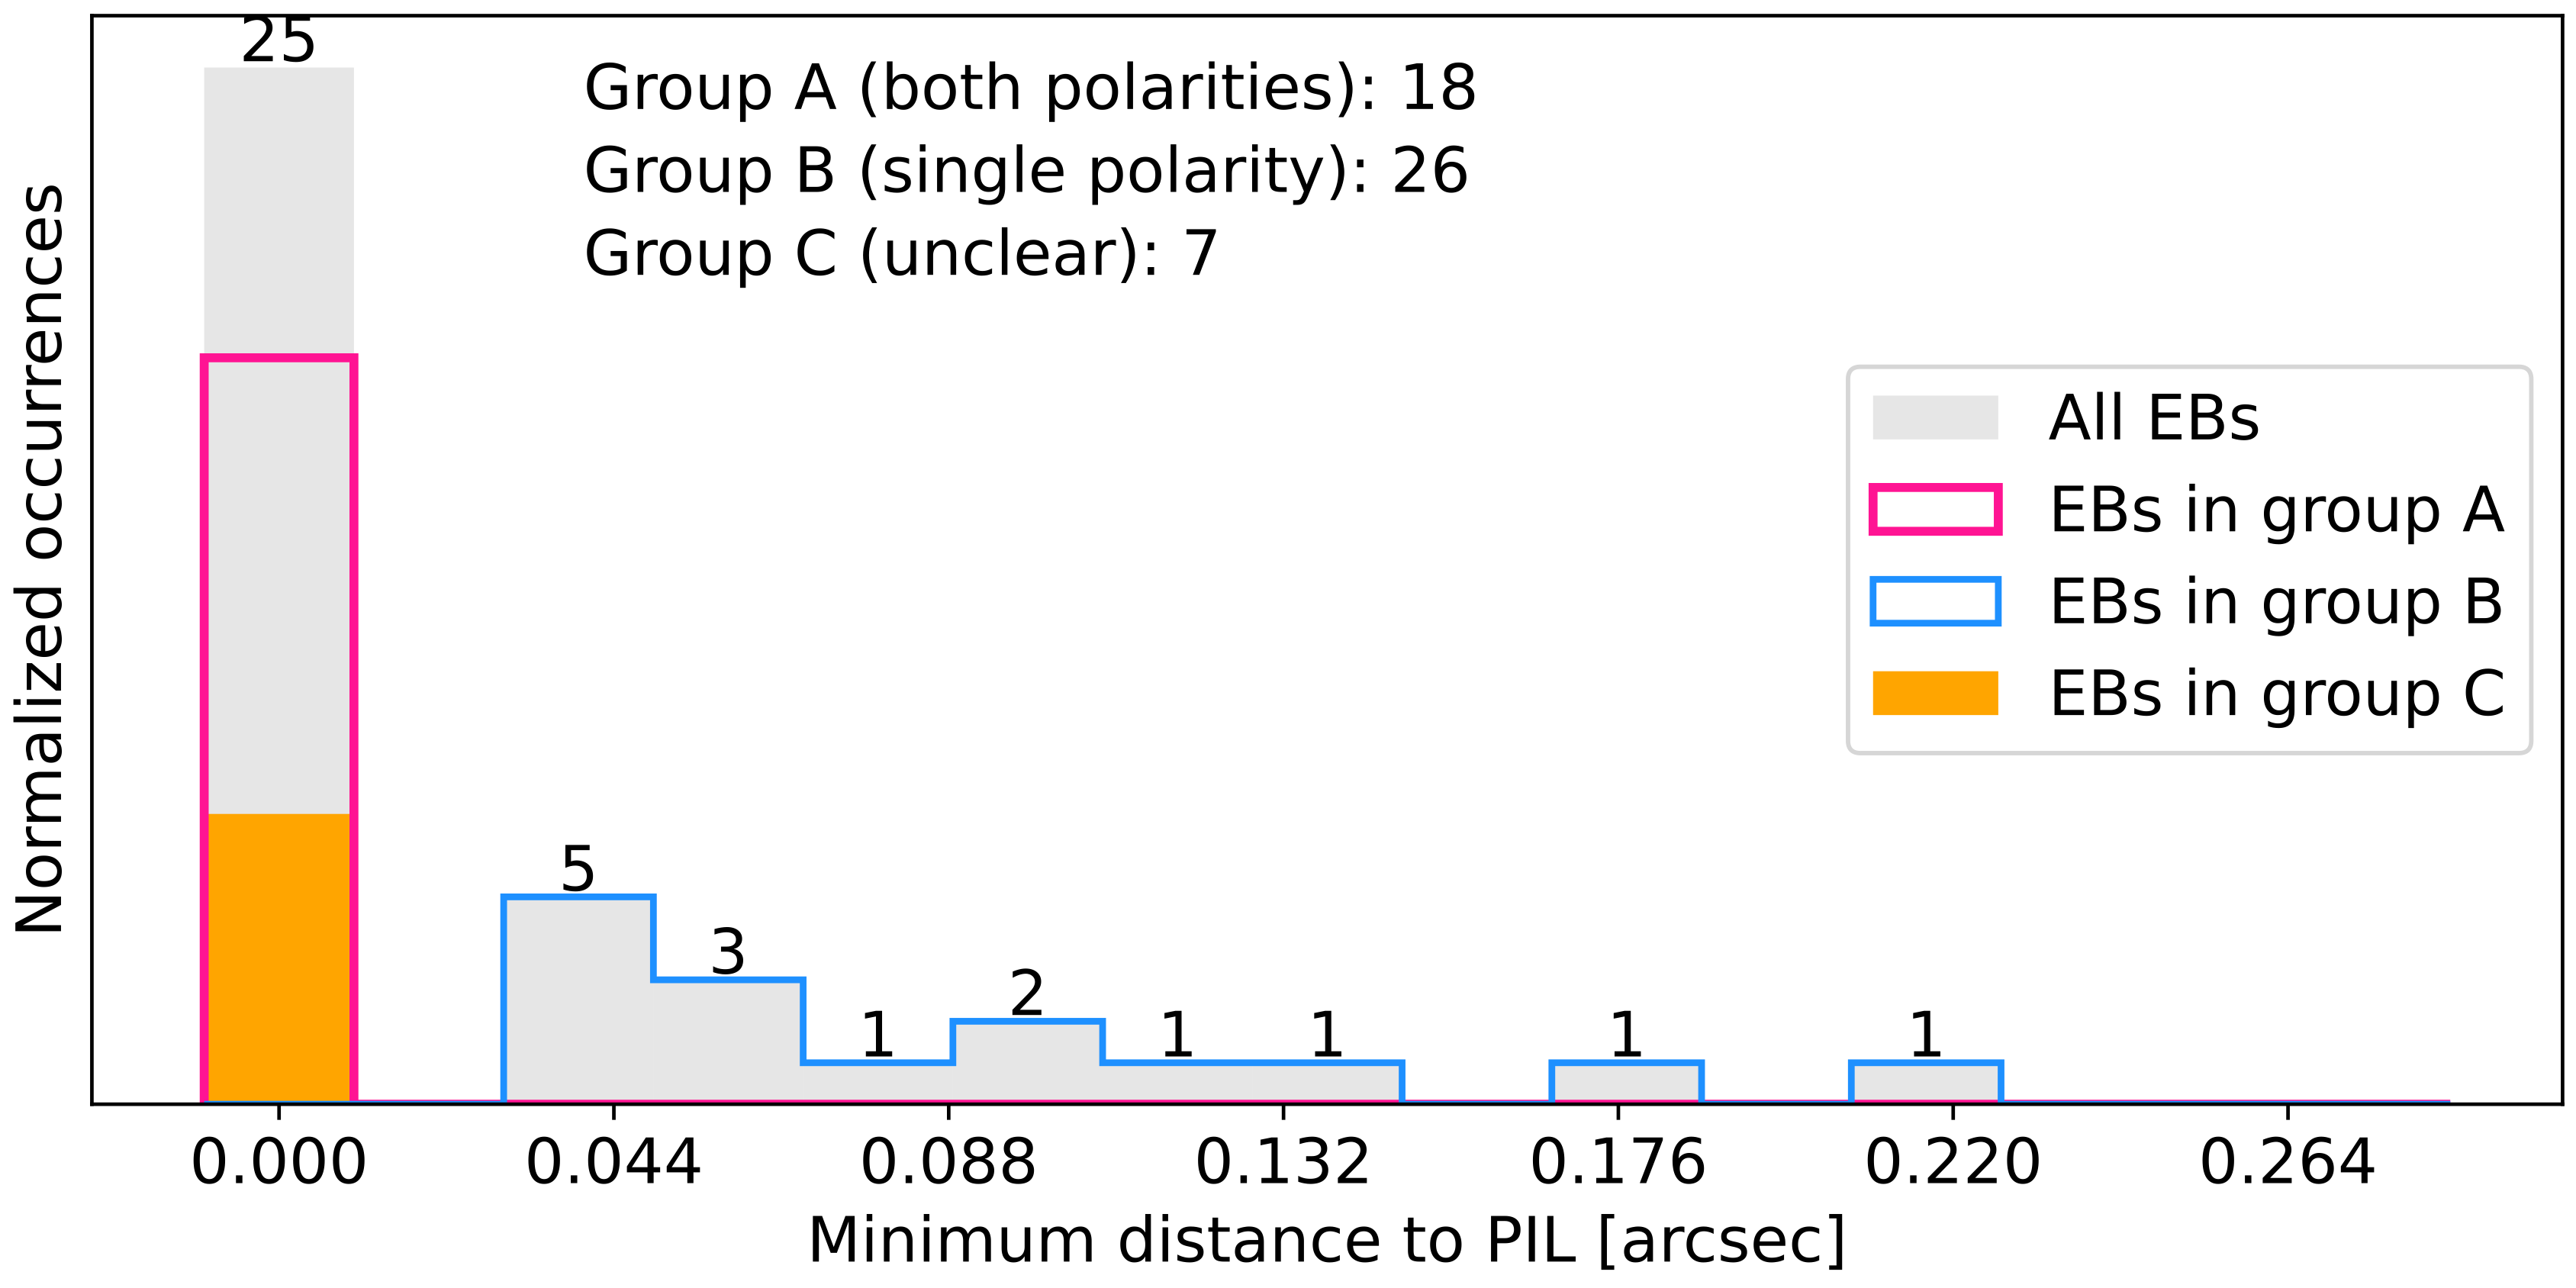 25
Group A (both polarities): 18
Group B (single polarity): 26
Group C (unclear): 7
Normalized occurrences
All EBs
EBs in group A
EBs in group B
EBs in group C
5
3
1
2
1
1
1
1
0.000
0.044
0.088
0.132
0.176
0.220
0.264
Minimum distance to PIL [arcsec]